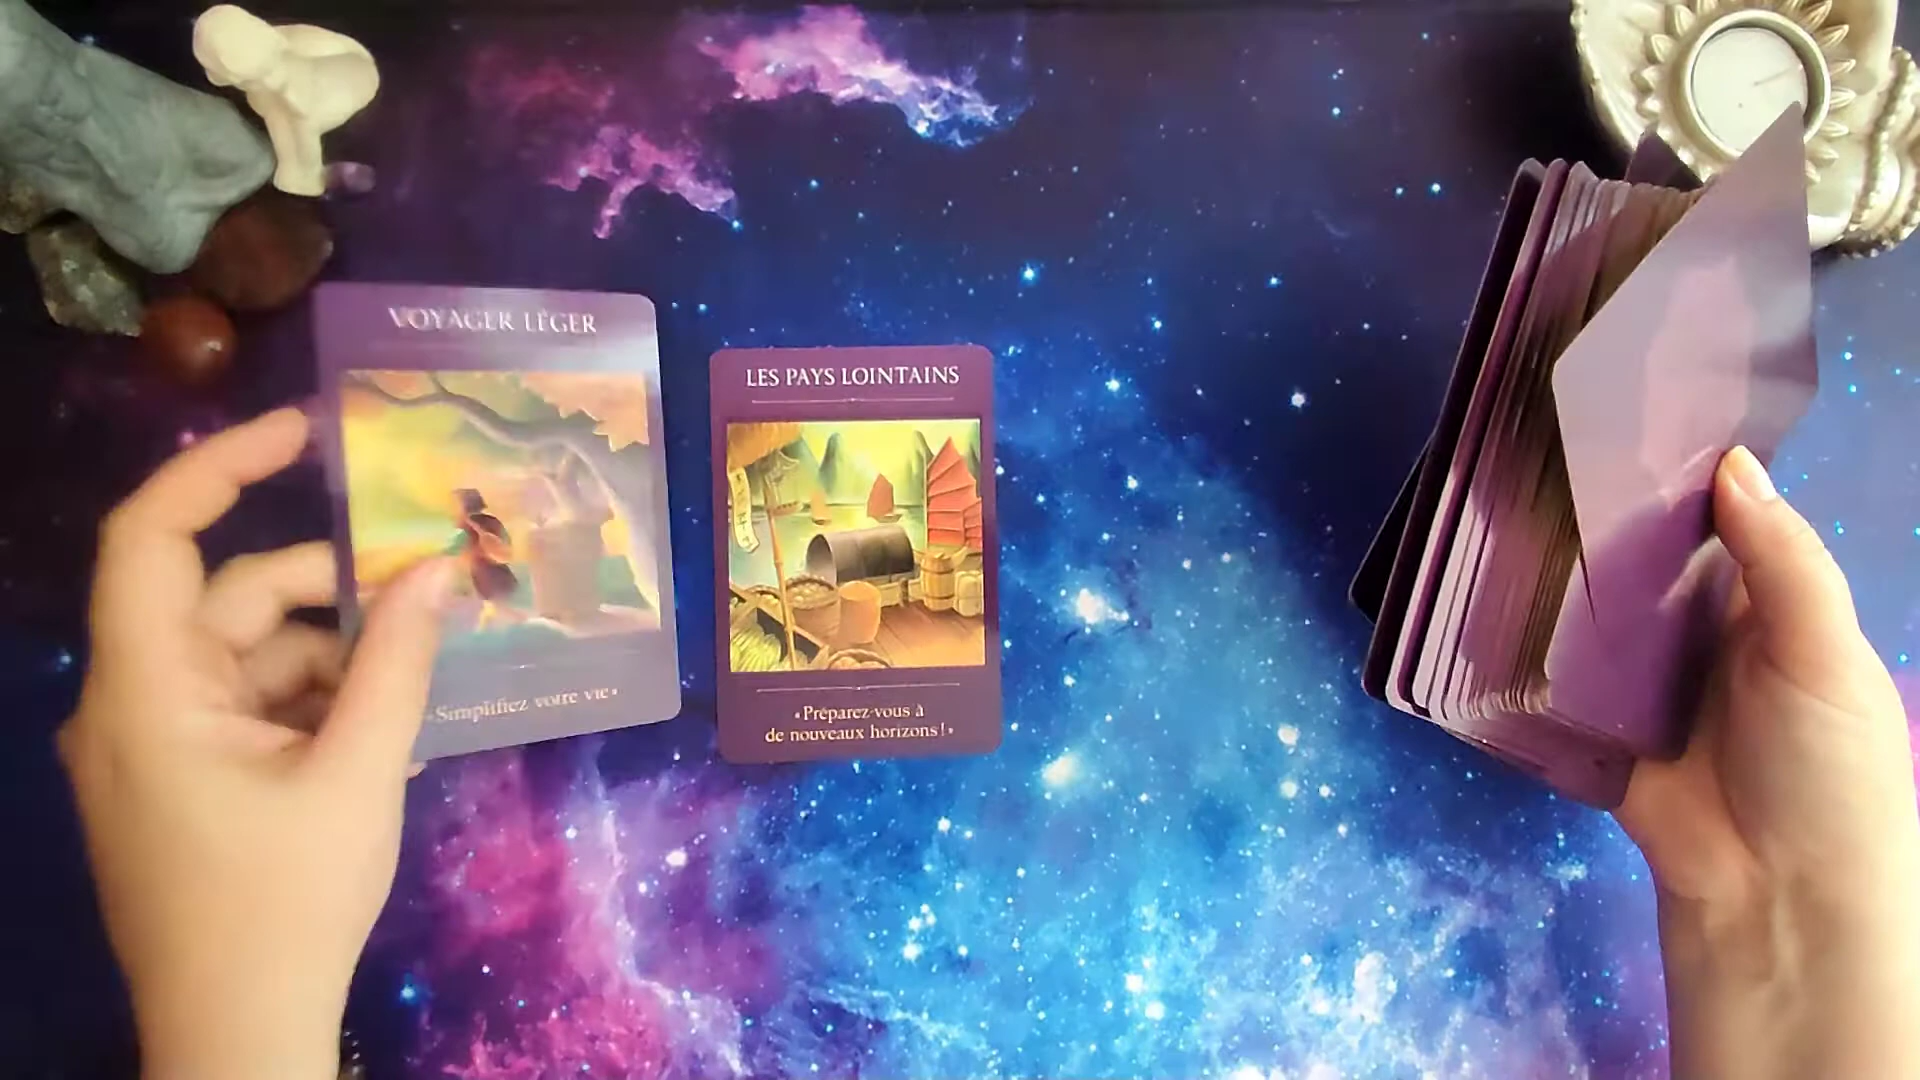 VOYAGER LÉGER
«Simplifiez votre vie»
LES PAYS LOINTAINS
«Préparez-vous à
de nouveaux horizons!»